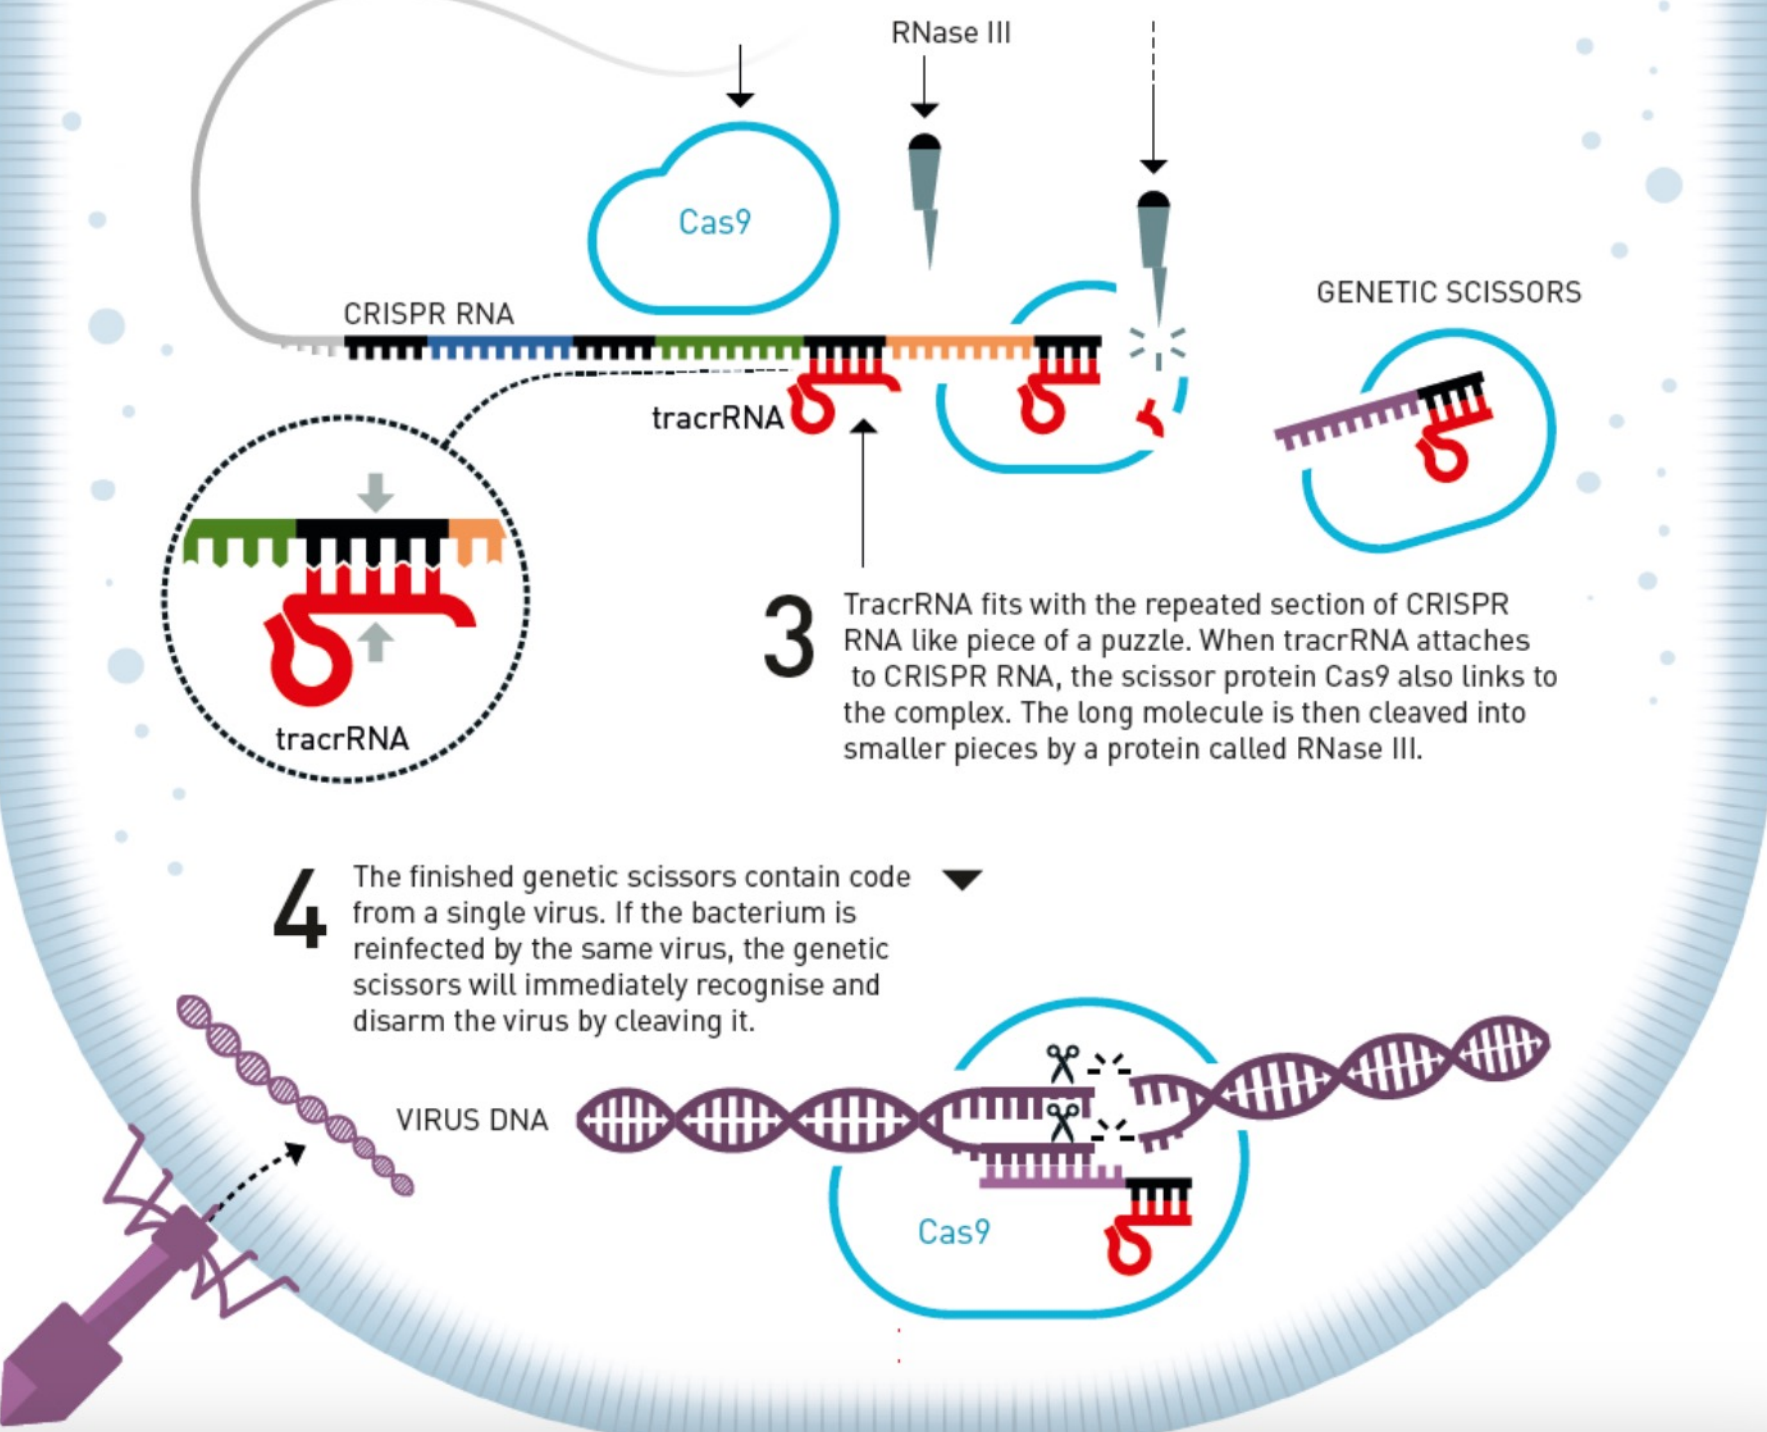 RNase III
Cas9
GENETIC SCISSORS
CRISPR RNA
tracrRNA
3
TracrRNA fits with the repeated section of CRISPR
RNA like piece of a puzzle. When tracrRNA attaches
to CRISPR RNA, the scissor protein Cas9 also links to
the complex. The long molecule is then cleaved into
smaller pieces by a protein called RNase III.
tracrRNA
4
The finished genetic scissors contain code
from a single virus. If the bacterium is
reinfected by the same virus, the genetic
scissors will immediately recognise and
disarm the virus by cleaving it.
VIRUS DNA
Cas9